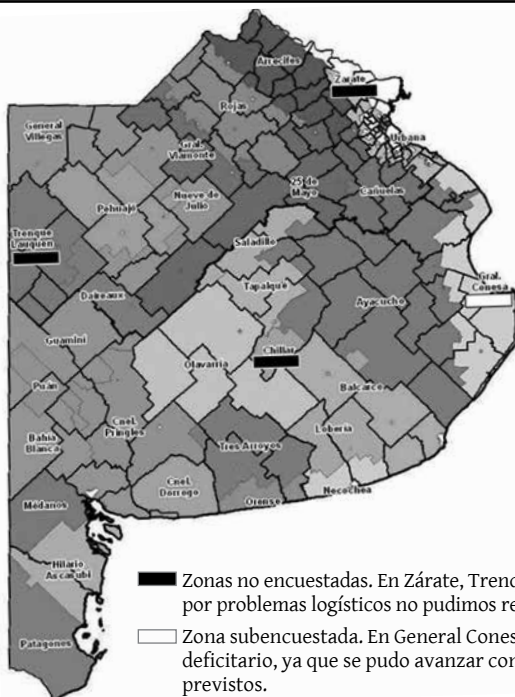 Arrecifes
Zárate
Rojas
General
Villegas
Urbana
Gral.
Viamonte
25 de
Mayo
Cañuelas
Nueve de
Julio
Pehuajó
Trenque
Lauquen
Saladillo
Gral.
Conesa
Daireaux
Tapalqué
Ayacucho
Guaminí
Chillar
Olavarría
Puán
Balcarce
Cnel.
Pringles
Lobería
Bahía
Blanca
Tres Arroyos
Cnel.
Dorrego
Necochea
Orense
Médanos
Hilario
Ascasubi
Patagones
Zonas no encuestadas. En Zárate, Trenq
por problemas logísticos no pudimos re
Zona subencuestada. En General Cones
deficitario, ya que se pudo avanzar con
previstos.